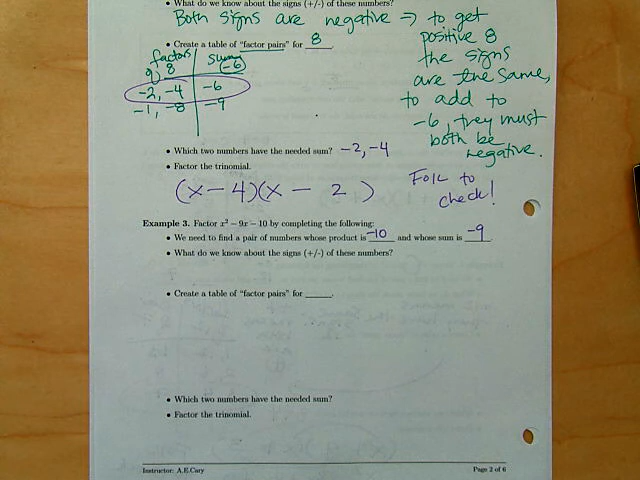 • What do we know about the signs (+/-) of these numbers?
Both signs are negative → to get
positive 8
the signs
are the same,
to add to
-6, they must
both be
negative.
• Create a table of "factor pairs" for 8
factors sum
of 8 (-6)
-2, -4 -6
-1, -8 -9
• Which two numbers have the needed sum? -2, -4
• Factor the trinomial.
(x - 4)(x - 2)
FOIL to
check!
Example 3. Factor x² - 9x - 10 by completing the following:
• We need to find a pair of numbers whose product is -10 and whose sum is -9.
• What do we know about the signs (+/-) of these numbers?
• Create a table of "factor pairs" for ____.
• Which two numbers have the needed sum?
• Factor the trinomial.
Instructor: A.E.Cary Page 2 of 6